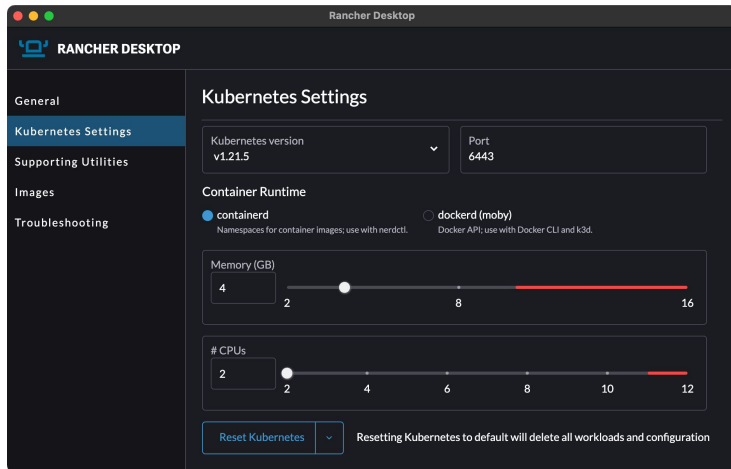 Rancher Desktop
RANCHER DESKTOP
General
Kubernetes Settings
Supporting Utilities
Images
Troubleshooting
Kubernetes Settings
Kubernetes version
v1.21.5
Port
6443
Container Runtime
containerd
Namespaces for container images; use with nerdctl.
dockerd (moby)
Docker API; use with Docker CLI and k3d.
Memory (GB)
4
2 8 16
# CPUs
2
2 4 6 8 10 12
Reset Kubernetes
Resetting Kubernetes to default will delete all workloads and configuration